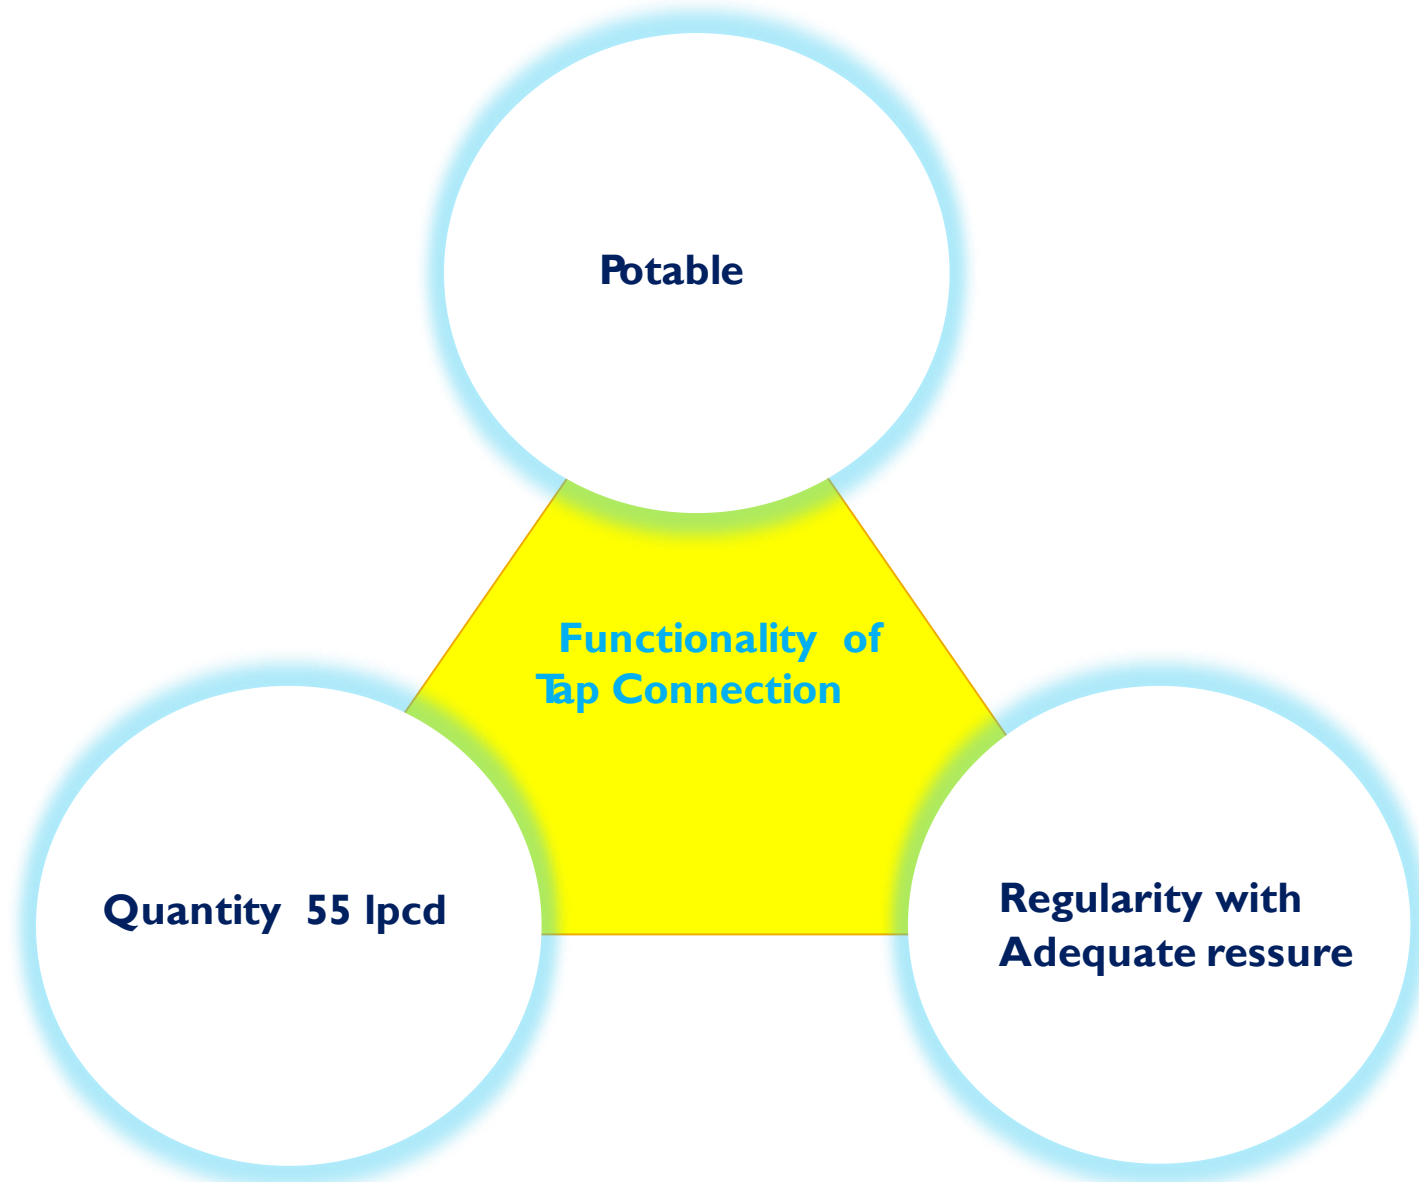 Potable
Functionality of
Tap Connection
Quantity 55 lpcd
Regularity with
Adequate ressure